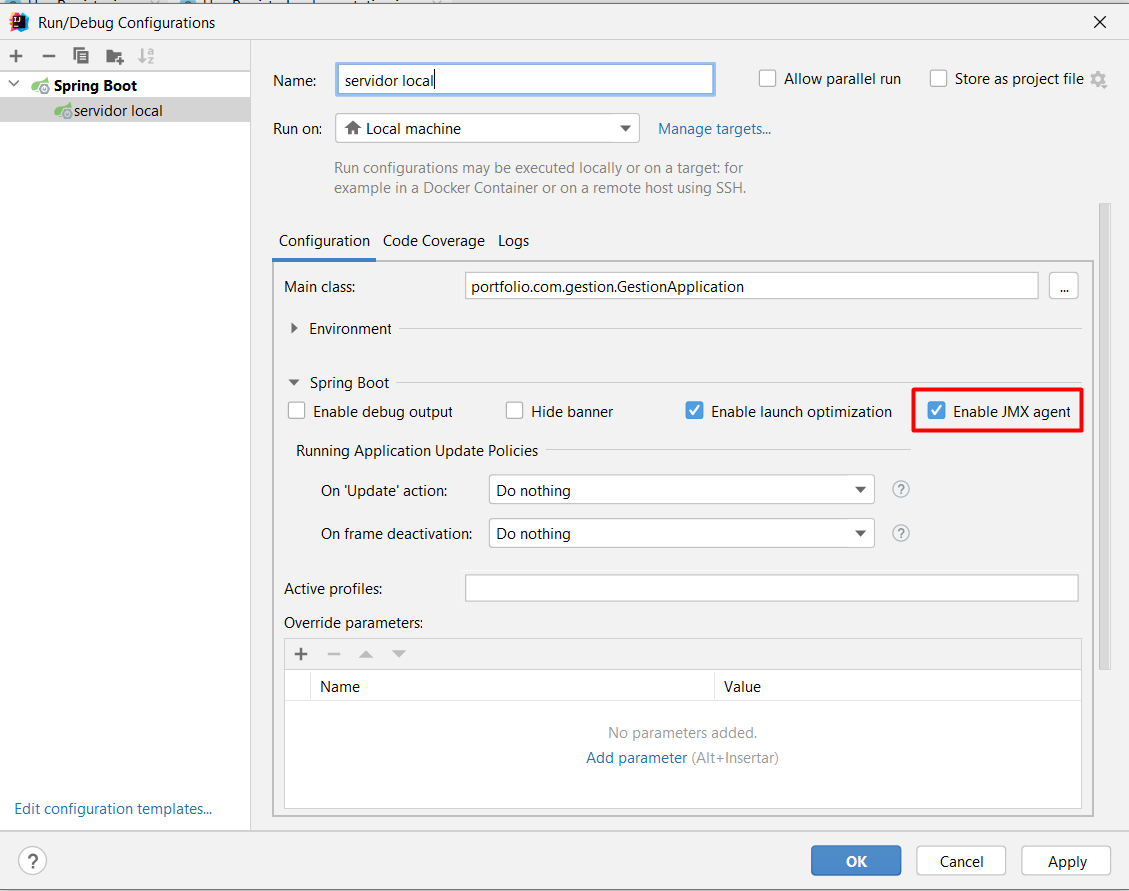 Run/Debug Configurations
Spring Boot
servidor local
Name: servidor local
Allow parallel run
Store as project file
Run on: Local machine
Manage targets...
Run configurations may be executed locally or on a target: for
example in a Docker Container or on a remote host using SSH.
Configuration Code Coverage Logs
Main class: portfolio.com.gestion.GestionApplication ...
Environment
Spring Boot
Enable debug output
Hide banner
Enable launch optimization
Enable JMX agent
Running Application Update Policies
On 'Update' action: Do nothing ?
On frame deactivation: Do nothing ?
Active profiles:
Override parameters:
Name Value
No parameters added.
Add parameter (Alt+Insertar)
Edit configuration templates...
? OK Cancel Apply